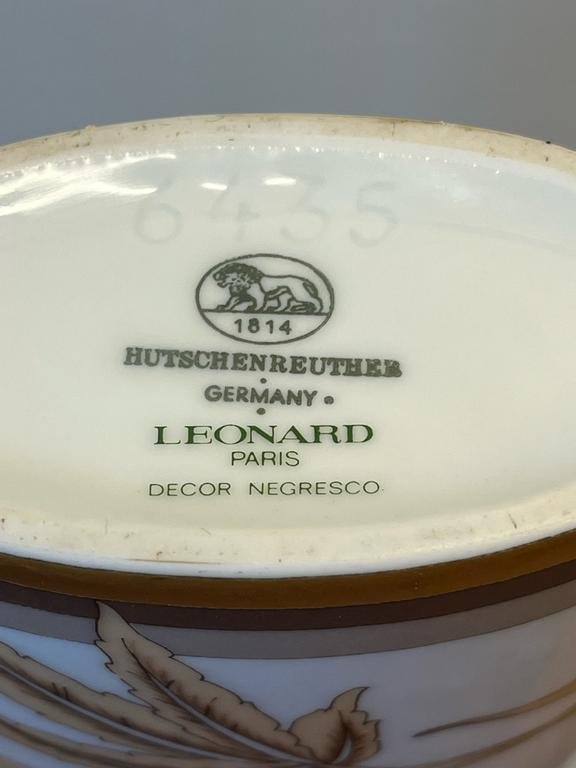 6435
1814
HUTSCHENREUTHER
GERMANY ®
LEONARD
PARIS
DECOR NEGRESCO